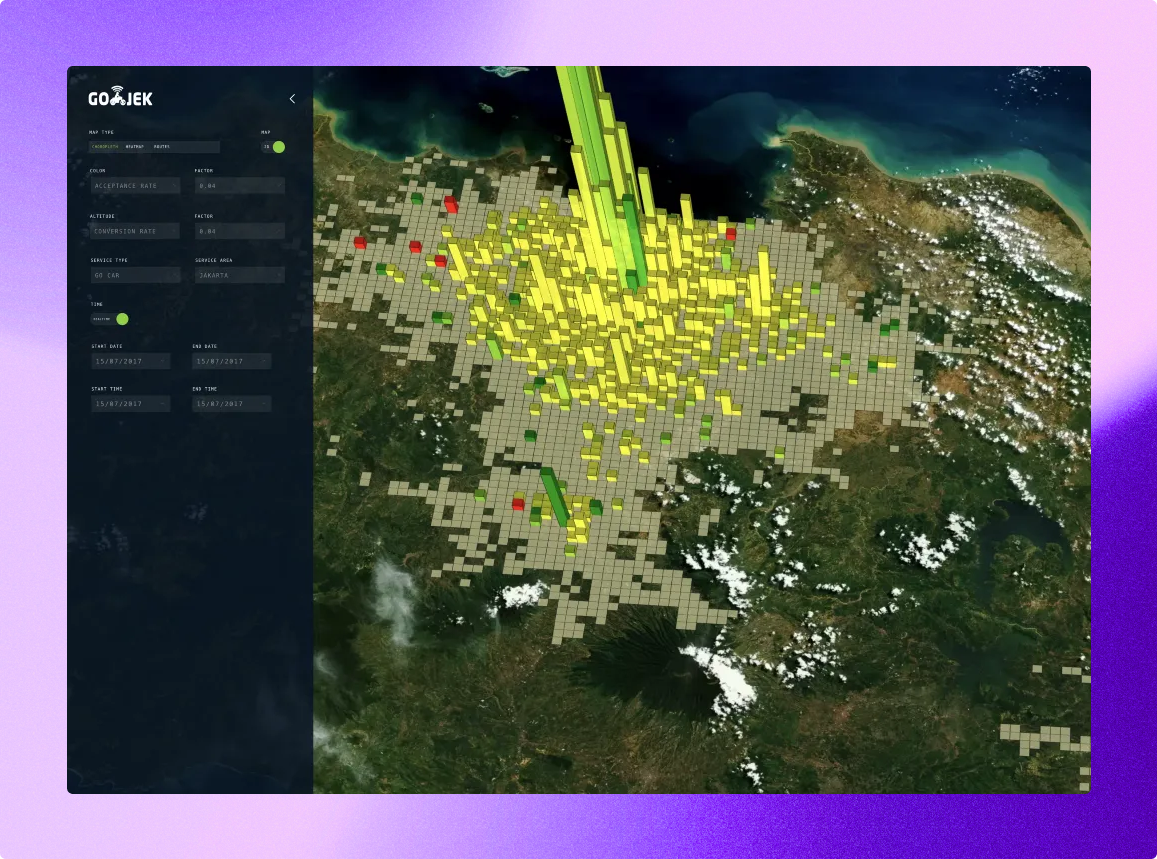 GOJEK
MAP TYPE MAP
CHOROPLETH HEATMAP ROUTES 3D
COLOR FACTOR
ACCEPTANCE RATE 0.04
ALTITUDE FACTOR
CONVERSION RATE 0.04
SERVICE TYPE SERVICE AREA
GO CAR JAKARTA
TIME
REALTIME
START DATE END DATE
15/07/2017 15/07/2017
START TIME END TIME
15/07/2017 15/07/2017